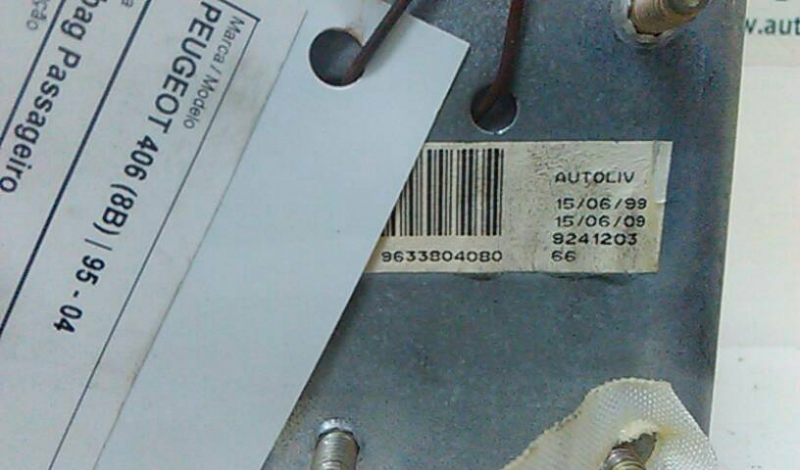 Marca / Modelo
PEUGEOT 406 (8B) | 95 - 04
bag Passageiro
ção
AUTOLIV
15/06/99
15/06/09
9241203
66
9633804080
w.aut